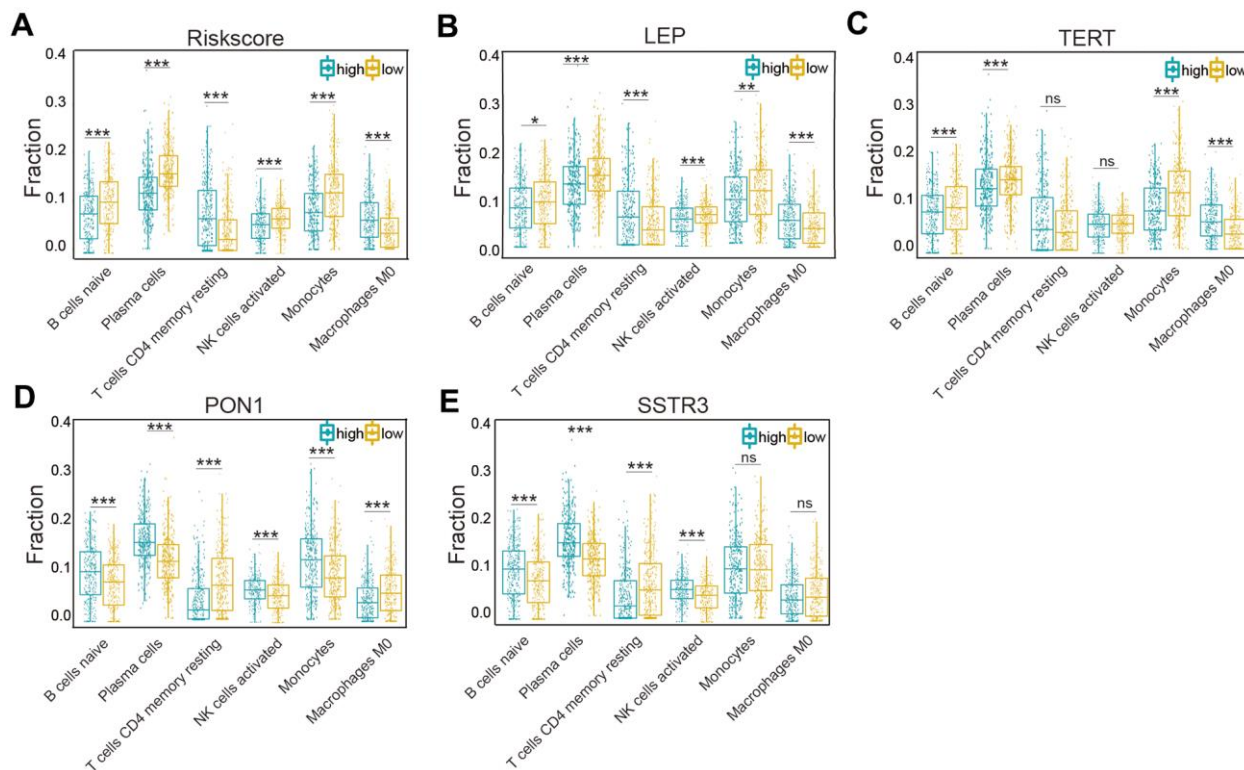 A
Riskscore
high low
Fraction
0.4
0.3
0.2
0.1
0.0
***
***
***
***
***
***
B cells naive
Plasma cells
T cells CD4 memory resting
NK cells activated
Monocytes
Macrophages M0
B
LEP
high low
Fraction
0.4
0.3
0.2
0.1
0.0
*
***
***
***
**
***
B cells naive
Plasma cells
T cells CD4 memory resting
NK cells activated
Monocytes
Macrophages M0
C
TERT
high low
Fraction
0.4
0.3
0.2
0.1
0.0
***
***
ns
ns
***
***
B cells naive
Plasma cells
T cells CD4 memory resting
NK cells activated
Monocytes
Macrophages M0
D
PON1
high low
Fraction
0.4
0.3
0.2
0.1
0.0
***
***
***
***
***
***
B cells naive
Plasma cells
T cells CD4 memory resting
NK cells activated
Monocytes
Macrophages M0
E
SSTR3
high low
Fraction
0.4
0.3
0.2
0.1
0.0
***
***
***
***
ns
ns
B cells naive
Plasma cells
T cells CD4 memory resting
NK cells activated
Monocytes
Macrophages M0